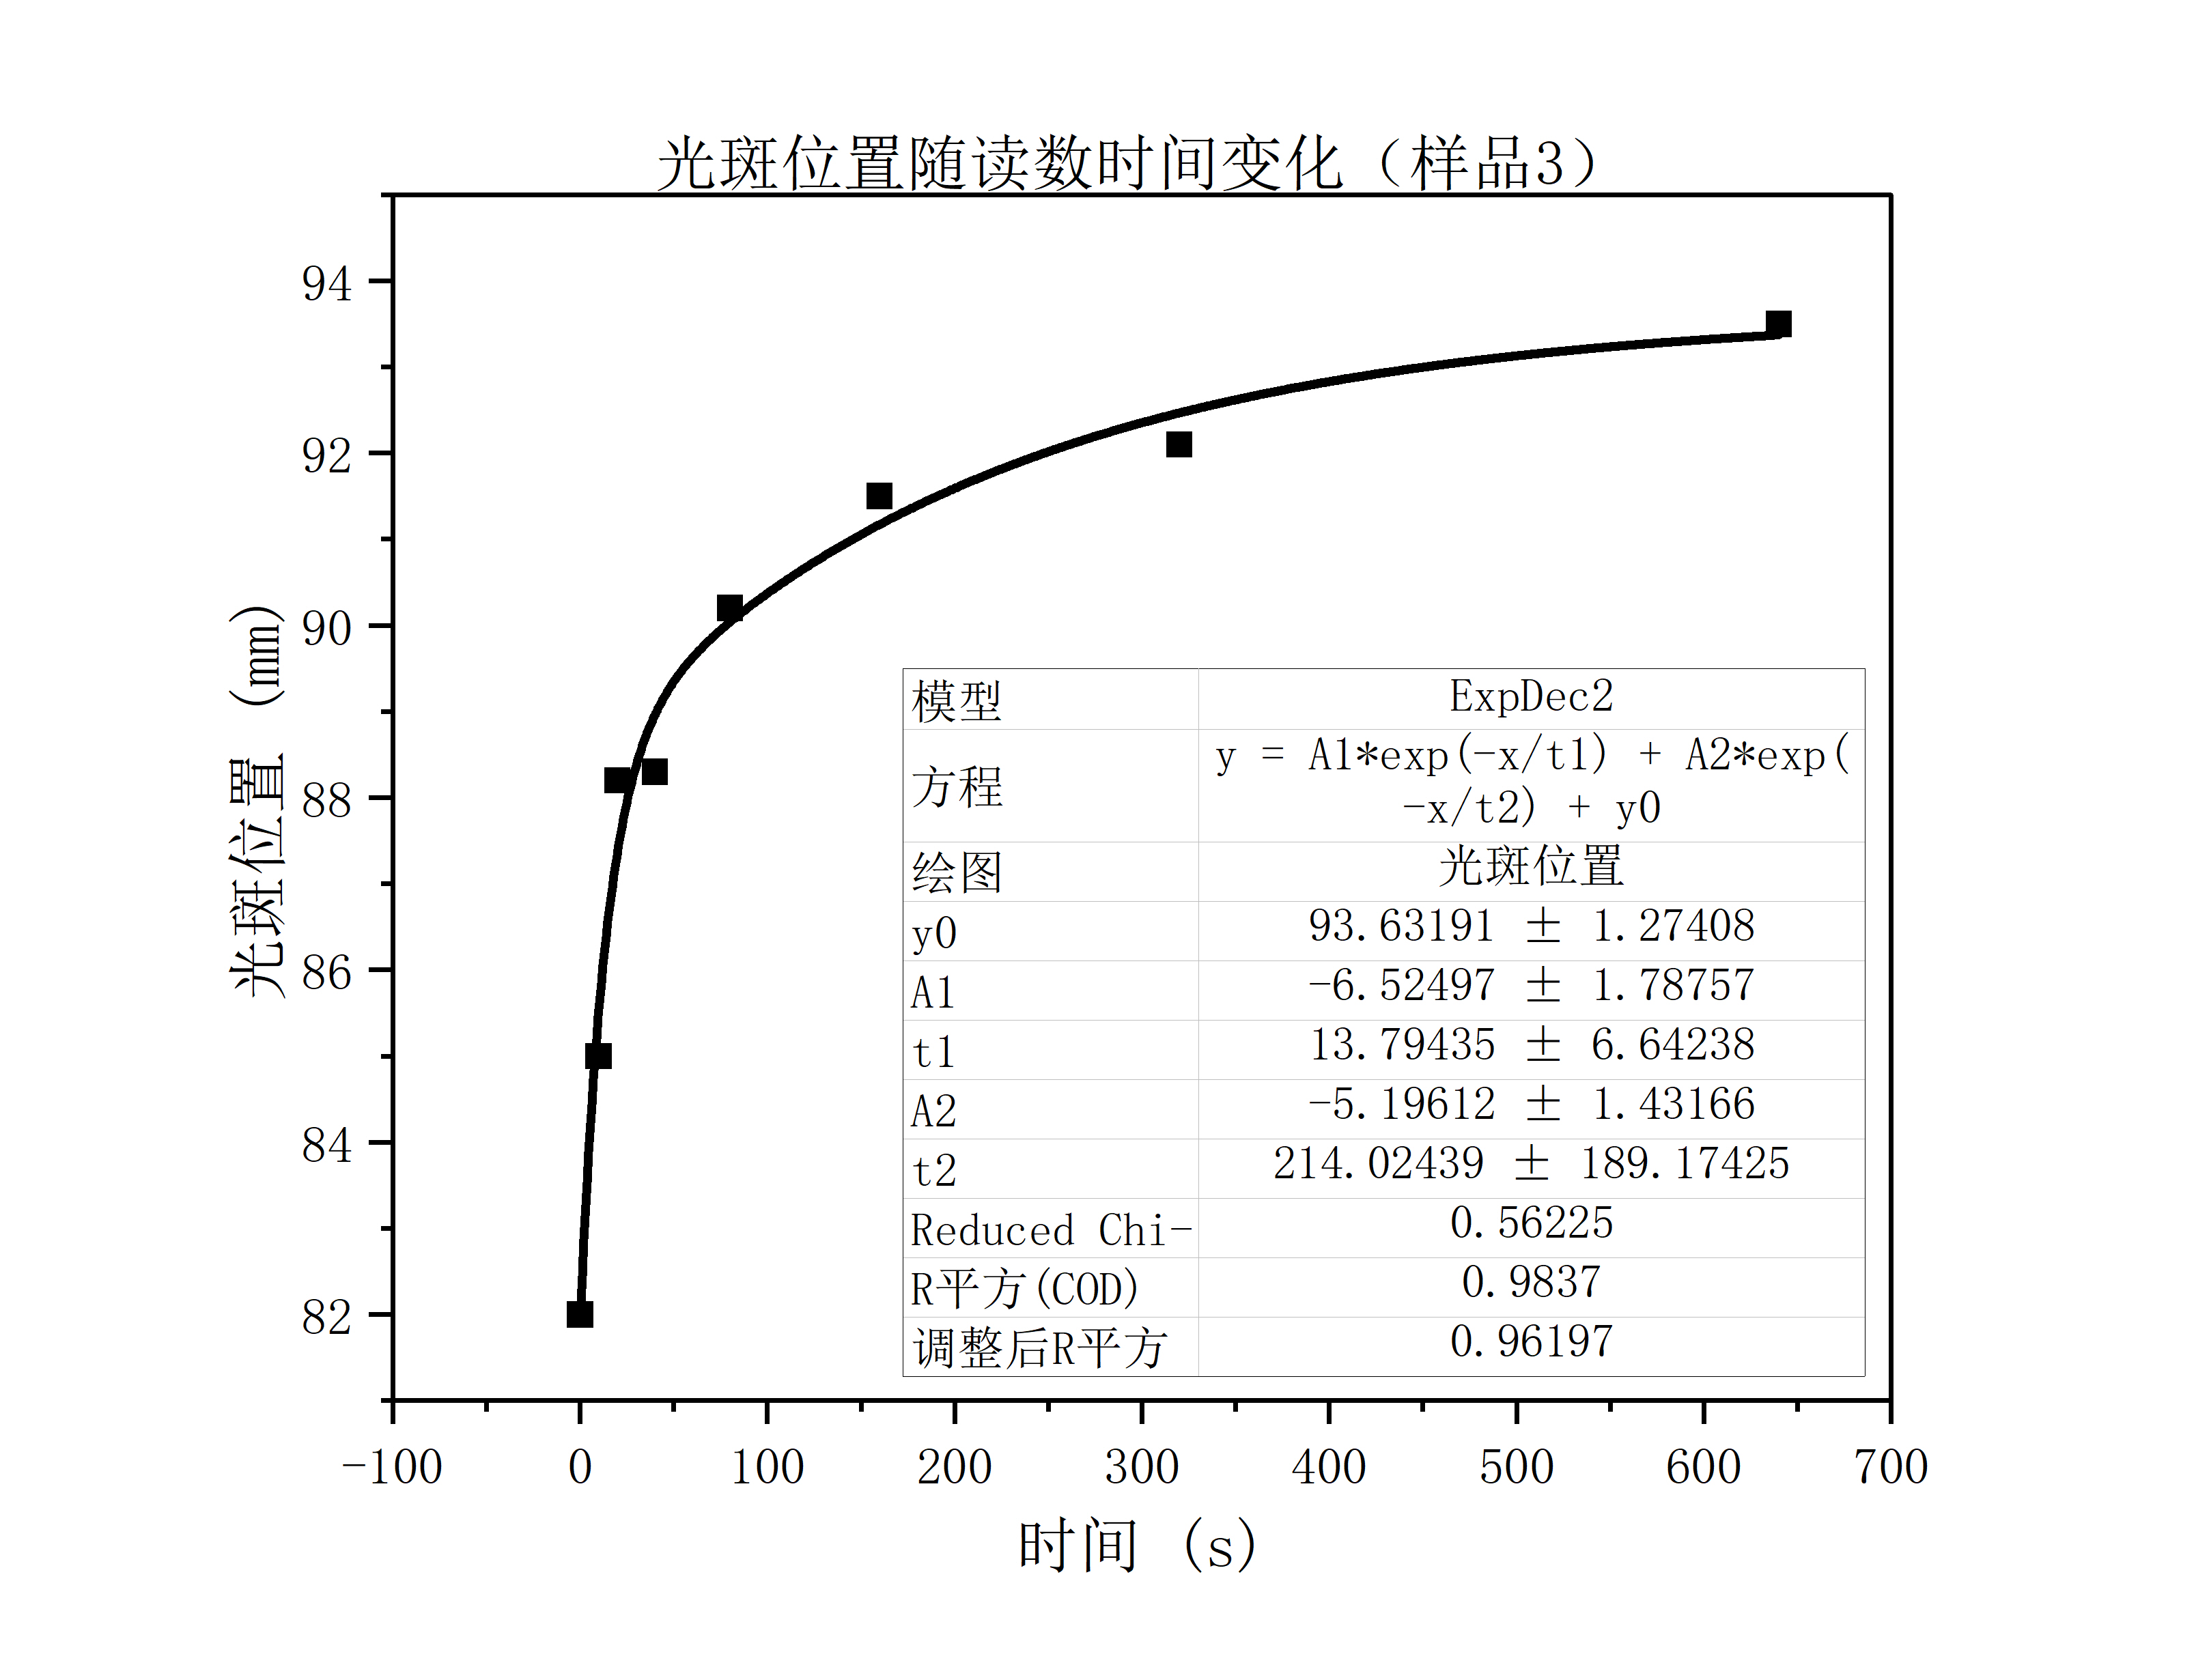 光斑位置随读数时间变化（样品3）
94
92
90
88
86
84
82
光斑位置 (mm)
模型 ExpDec2
方程 y = A1*exp(-x/t1) + A2*exp(
-x/t2) + y0
绘图 光斑位置
y0 93.63191 ± 1.27408
A1 -6.52497 ± 1.78757
t1 13.79435 ± 6.64238
A2 -5.19612 ± 1.43166
t2 214.02439 ± 189.17425
Reduced Chi- 0.56225
R平方(COD) 0.9837
调整后R平方 0.96197
-100 0 100 200 300 400 500 600 700
时间 (s)